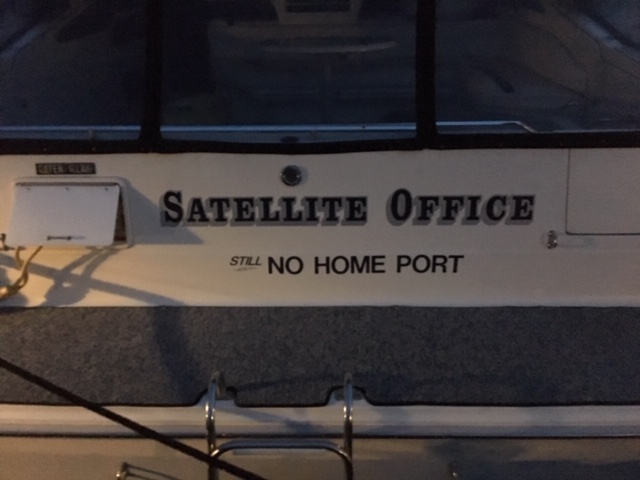 SATELLITE OFFICE
STILL NO HOME PORT